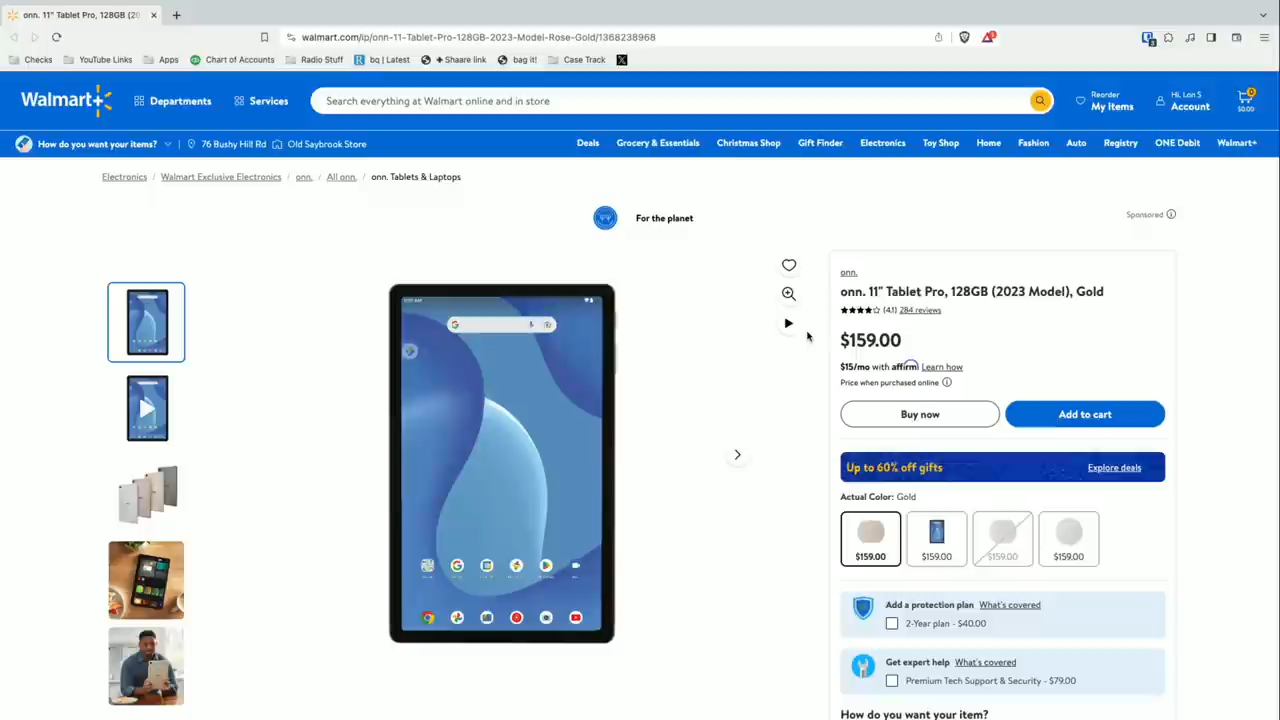 onn. 11" Tablet Pro, 128GB (20
walmart.com/ip/onn-11-Tablet-Pro-128GB-2023-Model-Rose-Gold/1368238968
Checks YouTube Links Apps Chart of Accounts Radio Stuff bq | Latest + Shaare link bag it! Case Track
Walmart+ Departments Services Search everything at Walmart online and in store Reorder My Items Hi, Lon S Account 0 $0.00
How do you want your items? | 76 Bushy Hill Rd Old Saybrook Store Deals Grocery & Essentials Christmas Shop Gift Finder Electronics Toy Shop Home Fashion Auto Registry ONE Debit Walmart+
Electronics / Walmart Exclusive Electronics / onn. / All onn. / onn. Tablets & Laptops
For the planet
Sponsored
onn.
onn. 11" Tablet Pro, 128GB (2023 Model), Gold
(4.1) 284 reviews
$159.00
$15/mo with affirm Learn how
Price when purchased online
Buy now Add to cart
Up to 60% off gifts Explore deals
Actual Color: Gold
$159.00 $159.00 $159.00 $159.00
Add a protection plan What's covered
2-Year plan - $40.00
Get expert help What's covered
Premium Tech Support & Security - $79.00
How do you want your item?